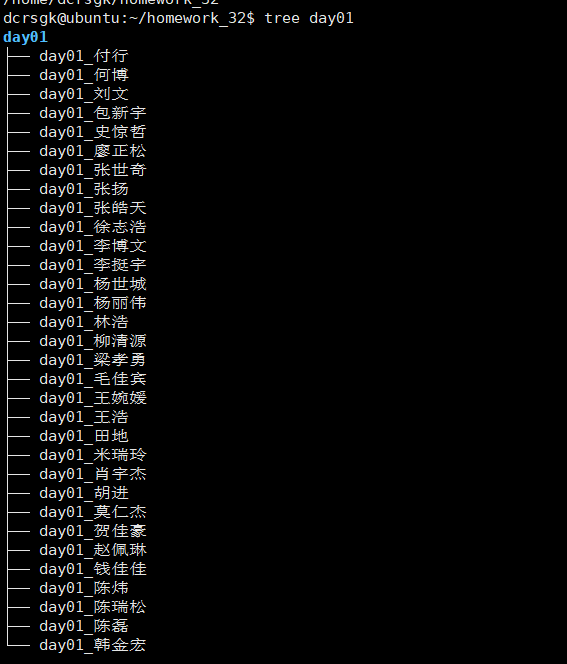 /home/dcrsgk/homework_32
dcrsgk@ubuntu:~/homework_32$ tree day01
day01
├── day01_付行
├── day01_何博
├── day01_刘文
├── day01_包新宇
├── day01_史惊哲
├── day01_廖正松
├── day01_张世奇
├── day01_张扬
├── day01_张皓天
├── day01_徐志浩
├── day01_李博文
├── day01_李挺宇
├── day01_杨世城
├── day01_杨丽伟
├── day01_林浩
├── day01_柳清源
├── day01_梁孝勇
├── day01_毛佳宾
├── day01_王婉媛
├── day01_王浩
├── day01_田地
├── day01_米瑞玲
├── day01_肖宇杰
├── day01_胡进
├── day01_莫仁杰
├── day01_贺佳豪
├── day01_赵佩琳
├── day01_钱佳佳
├── day01_陈炜
├── day01_陈瑞松
├── day01_陈磊
└── day01_韩金宏